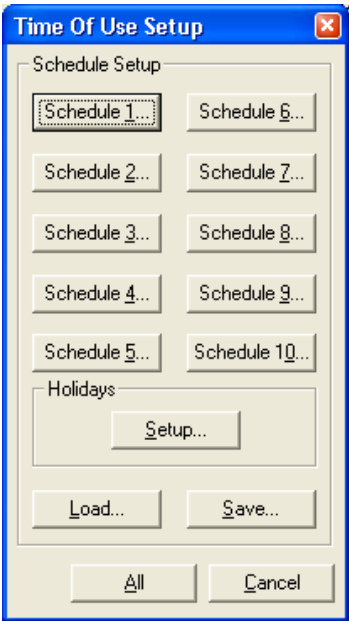 Time Of Use Setup
Schedule Setup
Schedule 1... Schedule 6...
Schedule 2... Schedule 7...
Schedule 3... Schedule 8...
Schedule 4... Schedule 9...
Schedule 5... Schedule 10...
Holidays
Setup...
Load... Save...
All Cancel